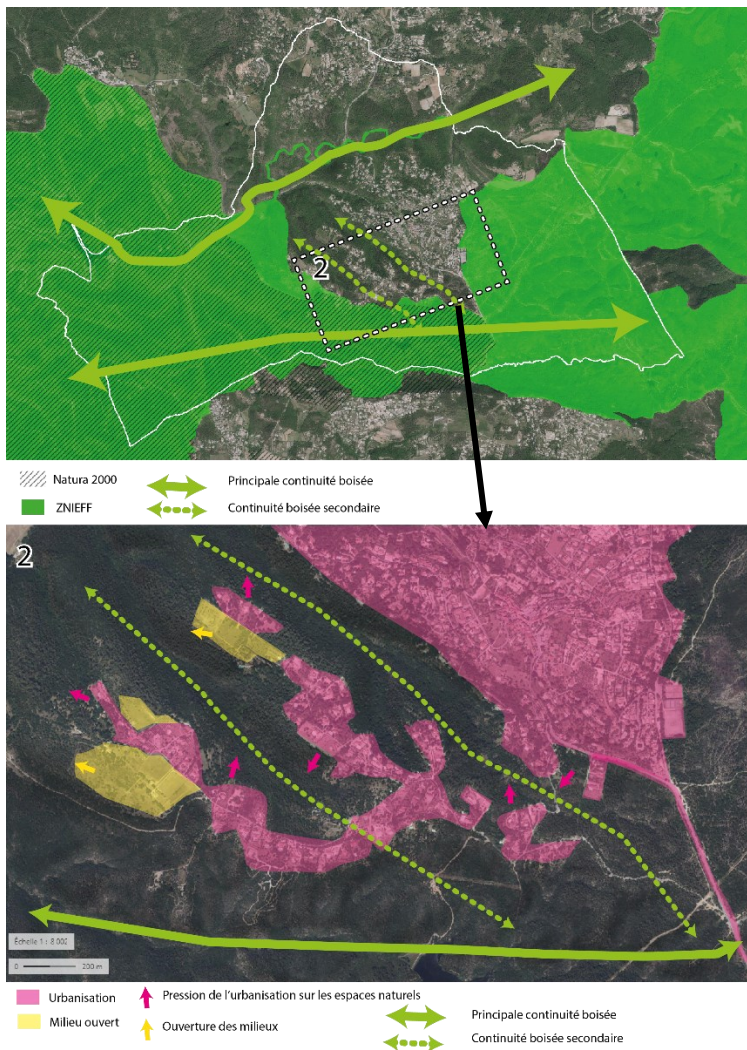 2
Natura 2000
Principale continuité boisée
ZNIEFF
Continuité boisée secondaire
2
Échelle 1 : 8 000
0 200 m
Urbanisation
Pression de l'urbanisation sur les espaces naturels
Principale continuité boisée
Milieu ouvert
Ouverture des milieux
Continuité boisée secondaire